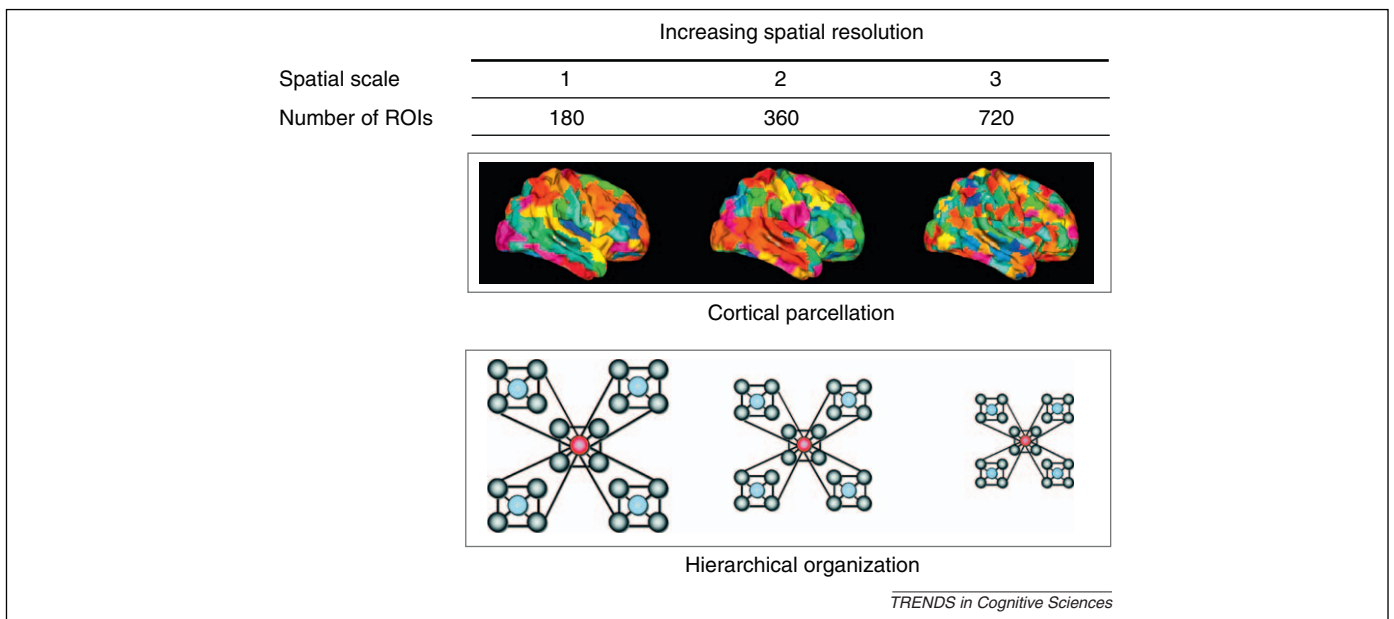 Increasing spatial resolution
Spatial scale 1 2 3
Number of ROIs 180 360 720
Cortical parcellation
Hierarchical organization
TRENDS in Cognitive Sciences